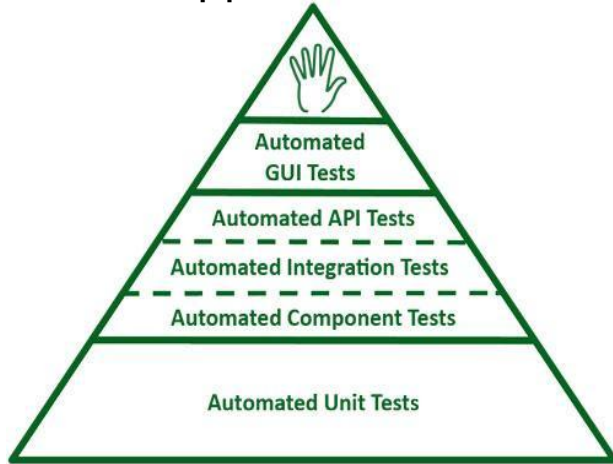 Automated
GUI Tests
Automated API Tests
Automated Integration Tests
Automated Component Tests
Automated Unit Tests